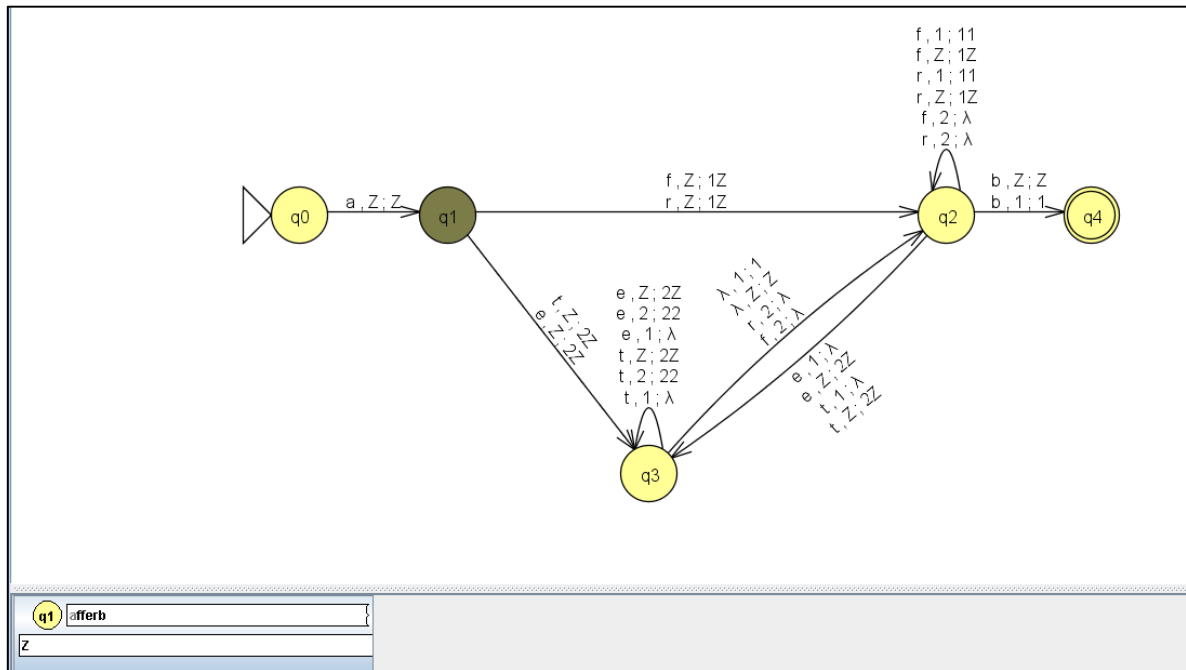 f , 1 ; 11
f , Z ; 1Z
r , 1 ; 11
r , Z ; 1Z
f , 2 ; λ
r , 2 ; λ
q0
a , Z ; Z
q1
f , Z ; 1Z
r , Z ; 1Z
q2
b , Z ; Z
b , 1 ; 1
q4
t , Z ; 2Z
e , Z ; 2Z
e , Z ; 2Z
e , 2 ; 22
e , 1 ; λ
t , Z ; 2Z
t , 2 ; 22
t , 1 ; λ
λ , 1 ; 1
λ , Z ; Z
r , 2 ; λ
f , 2 ; λ
e , 1 ; λ
e , Z ; 2Z
t , 1 ; λ
t , Z ; 2Z
q3
q1
afferb
Z